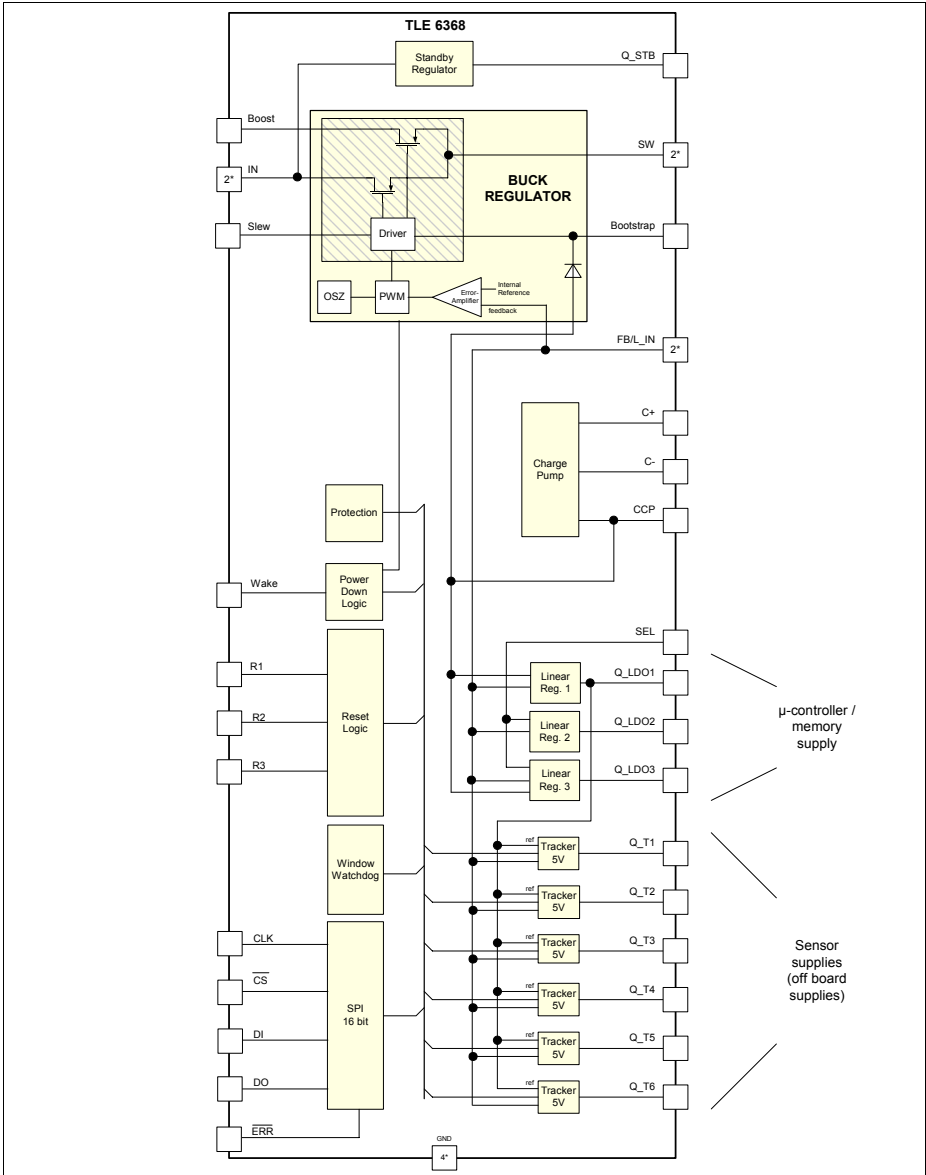 TLE 6368
Standby
Regulator
Q_STB
Boost
IN
2*
Slew
BUCK
REGULATOR
SW
2*
Bootstrap
Driver
OSZ
PWM
Error-
Amplifier
Internal
Reference
feedback
FB/L_IN
2*
Charge
Pump
C+
C-
CCP
Protection
Wake
Power
Down
Logic
R1
R2
R3
Reset
Logic
SEL
Linear
Reg. 1
Q_LDO1
Linear
Reg. 2
Q_LDO2
Linear
Reg. 3
Q_LDO3
µ-controller /
memory
supply
Window
Watchdog
ref
Tracker
5V
Q_T1
ref
Tracker
5V
Q_T2
ref
Tracker
5V
Q_T3
ref
Tracker
5V
Q_T4
ref
Tracker
5V
Q_T5
ref
Tracker
5V
Q_T6
Sensor
supplies
(off board
supplies)
CLK
CS
DI
DO
ERR
SPI
16 bit
GND
4*